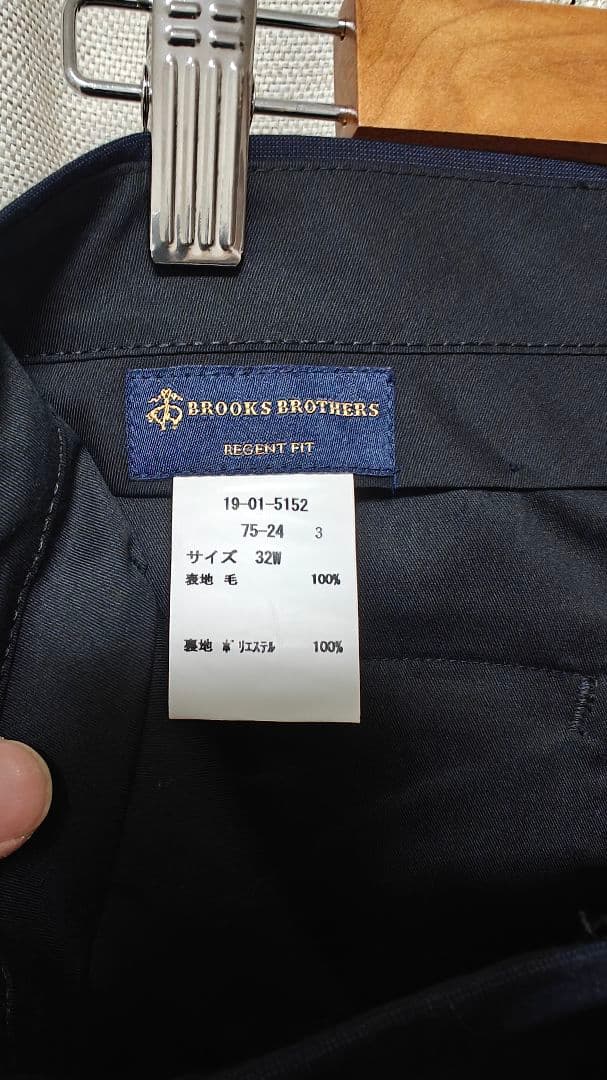 BROOKS BROTHERS
REGENT FIT
19-01-5152
75-24 3
サイズ 32W
表地 毛 100%
裏地 ﾎﾟﾘｴｽﾃﾙ 100%